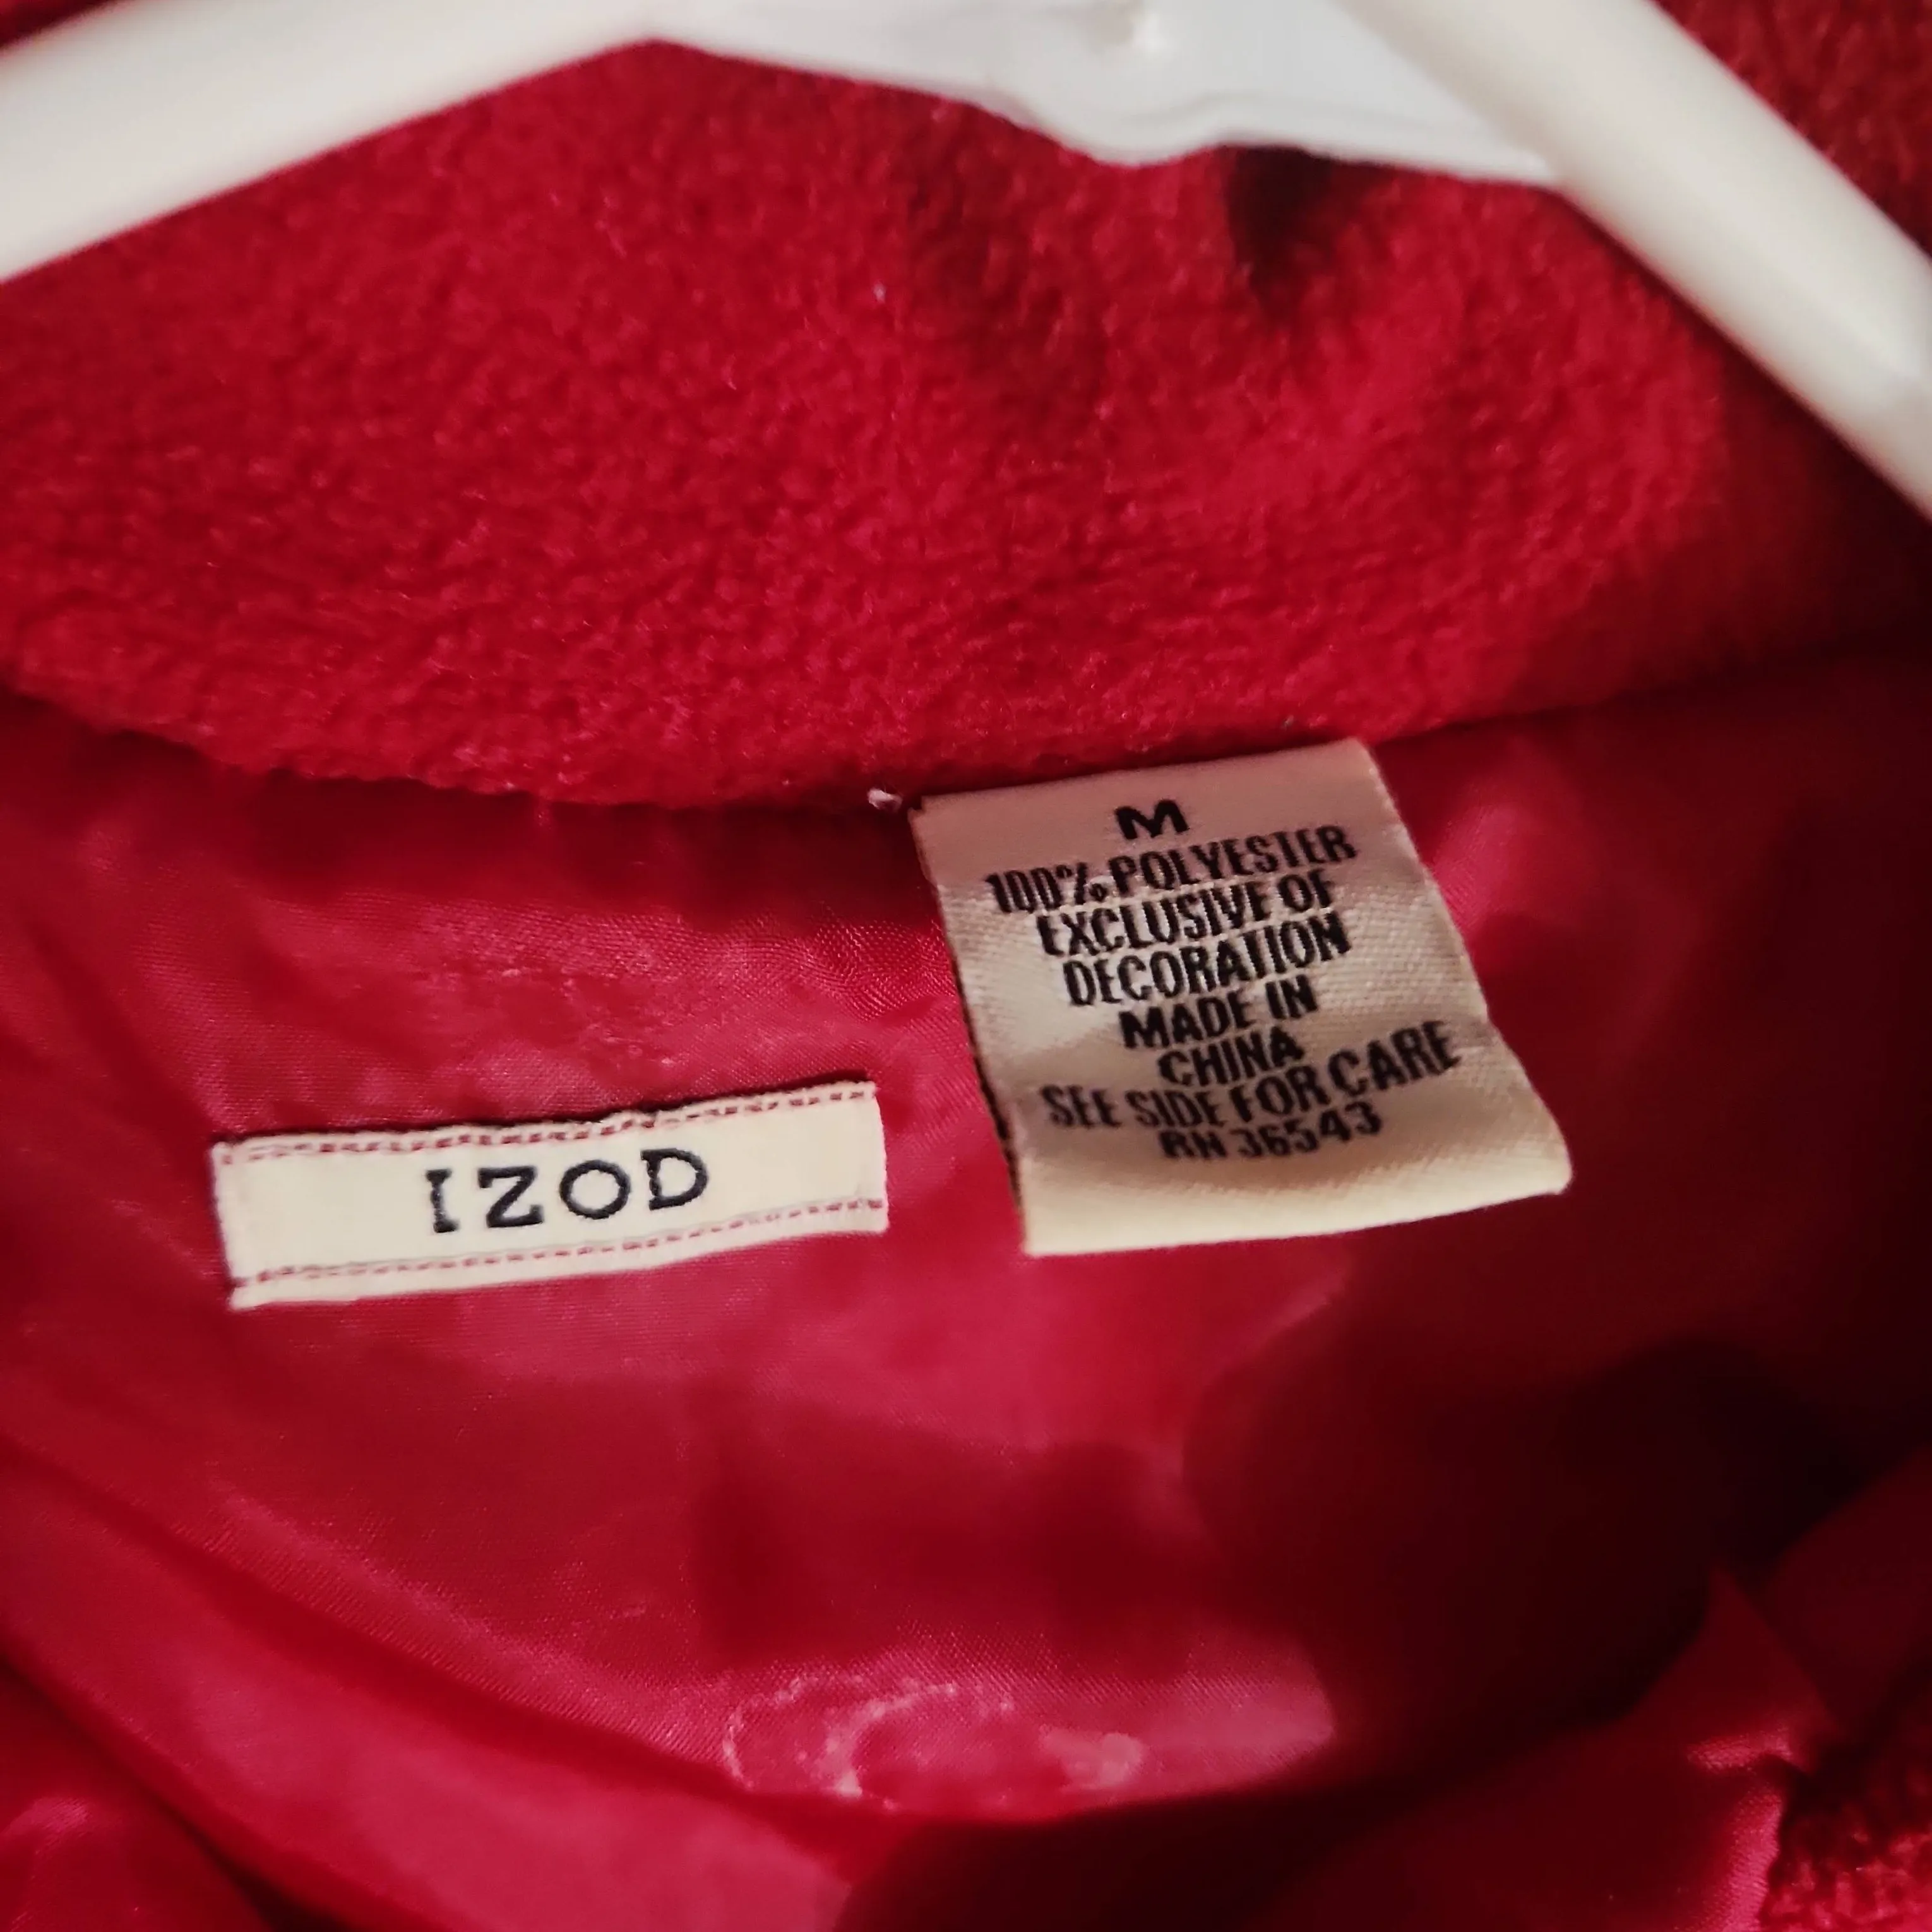 IZOD
M
100% POLYESTER
EXCLUSIVE OF
DECORATION
MADE IN
CHINA
SEE SIDE FOR CARE
RN 36543